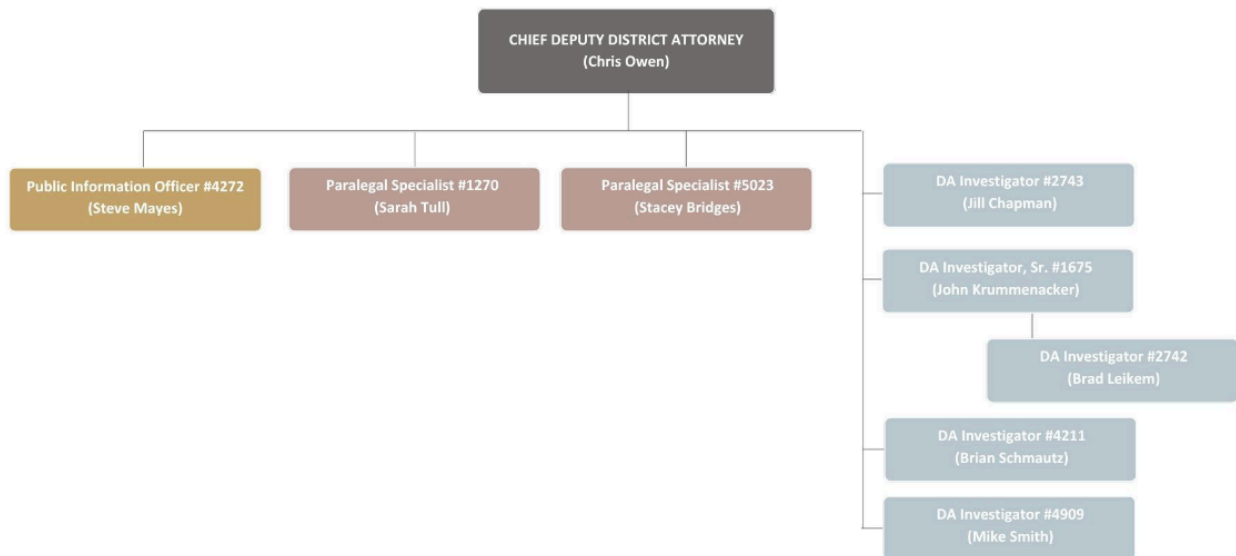 CHIEF DEPUTY DISTRICT ATTORNEY
(Chris Owen)
Public Information Officer #4272
(Steve Mayes)
Paralegal Specialist #1270
(Sarah Tull)
Paralegal Specialist #5023
(Stacey Bridges)
DA Investigator #2743
(Jill Chapman)
DA Investigator, Sr. #1675
(John Krummenacker)
DA Investigator #2742
(Brad Leikem)
DA Investigator #4211
(Brian Schmautz)
DA Investigator #4909
(Mike Smith)